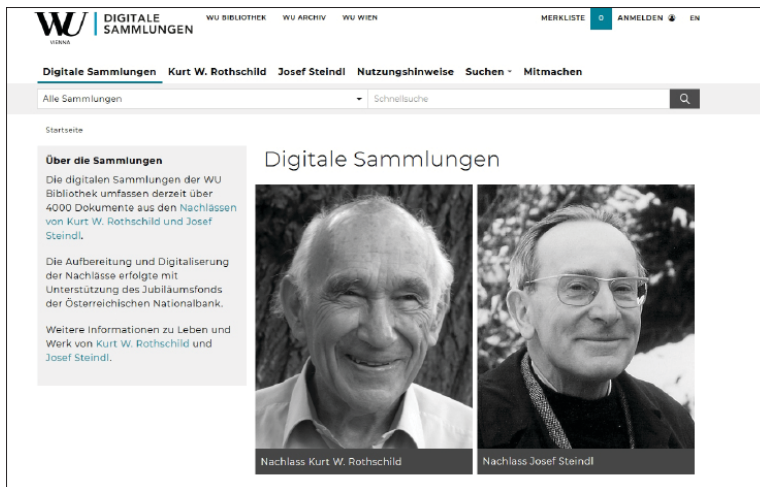 WU
VIENNA
DIGITALE
SAMMLUNGEN
WU BIBLIOTHEK WU ARCHIV WU WIEN
MERKLISTE 0 ANMELDEN EN
Digitale Sammlungen Kurt W. Rothschild Josef Steindl Nutzungshinweise Suchen Mitmachen
Alle Sammlungen Schnellsuche
Startseite
Über die Sammlungen
Die digitalen Sammlungen der WU
Bibliothek umfassen derzeit über
4000 Dokumente aus den Nachlässen
von Kurt W. Rothschild und Josef
Steindl.
Die Aufbereitung und Digitaliserung
der Nachlässe erfolgte mit
Unterstützung des Jubiläumsfonds
der Österreichischen Nationalbank.
Weitere Informationen zu Leben und
Werk von Kurt W. Rothschild und
Josef Steindl.
Digitale Sammlungen
Nachlass Kurt W. Rothschild
Nachlass Josef Steindl